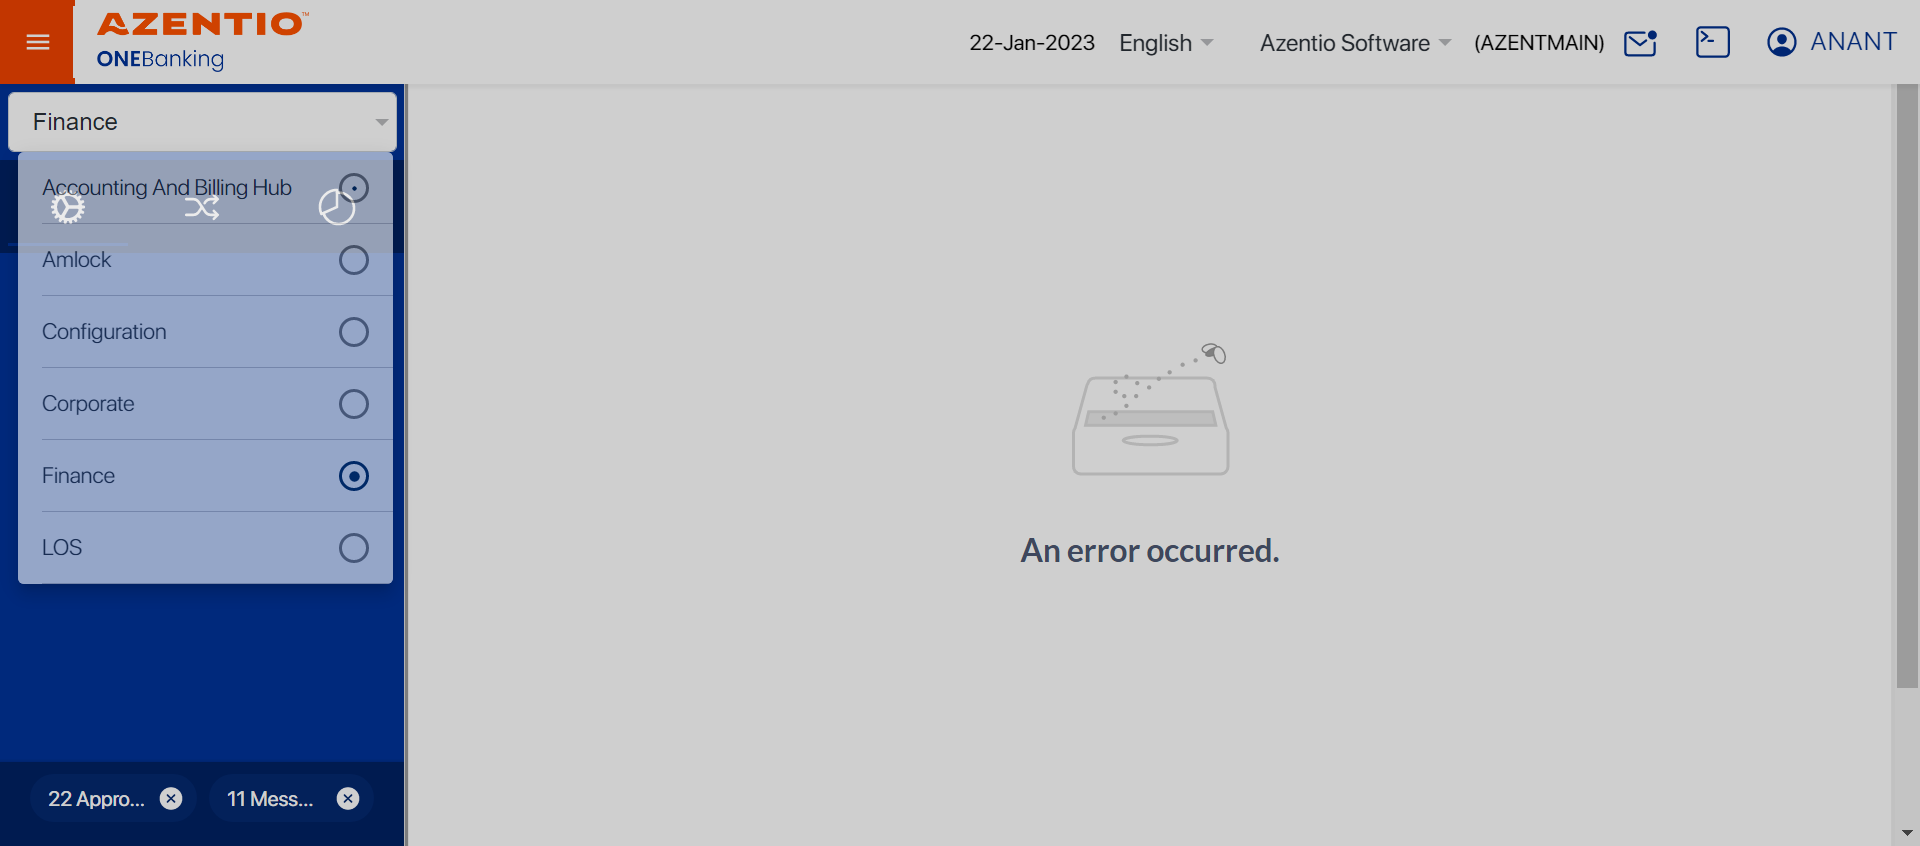 AZENTIO™
ONEBanking
22-Jan-2023
English
Azentio Software
(AZENTMAIN)
ANANT
Finance
Accounting And Billing Hub
Amlock
Configuration
Corporate
Finance
LOS
An error occurred.
22 Appro...
11 Mess...